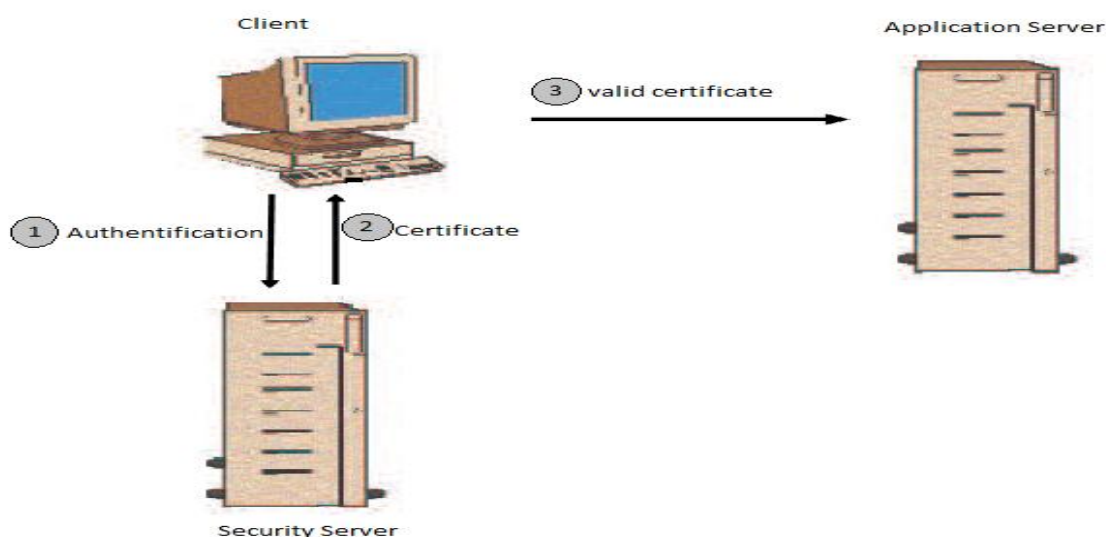 Client
Application Server
3 valid certificate
1 Authentification
2 Certificate
Security Server